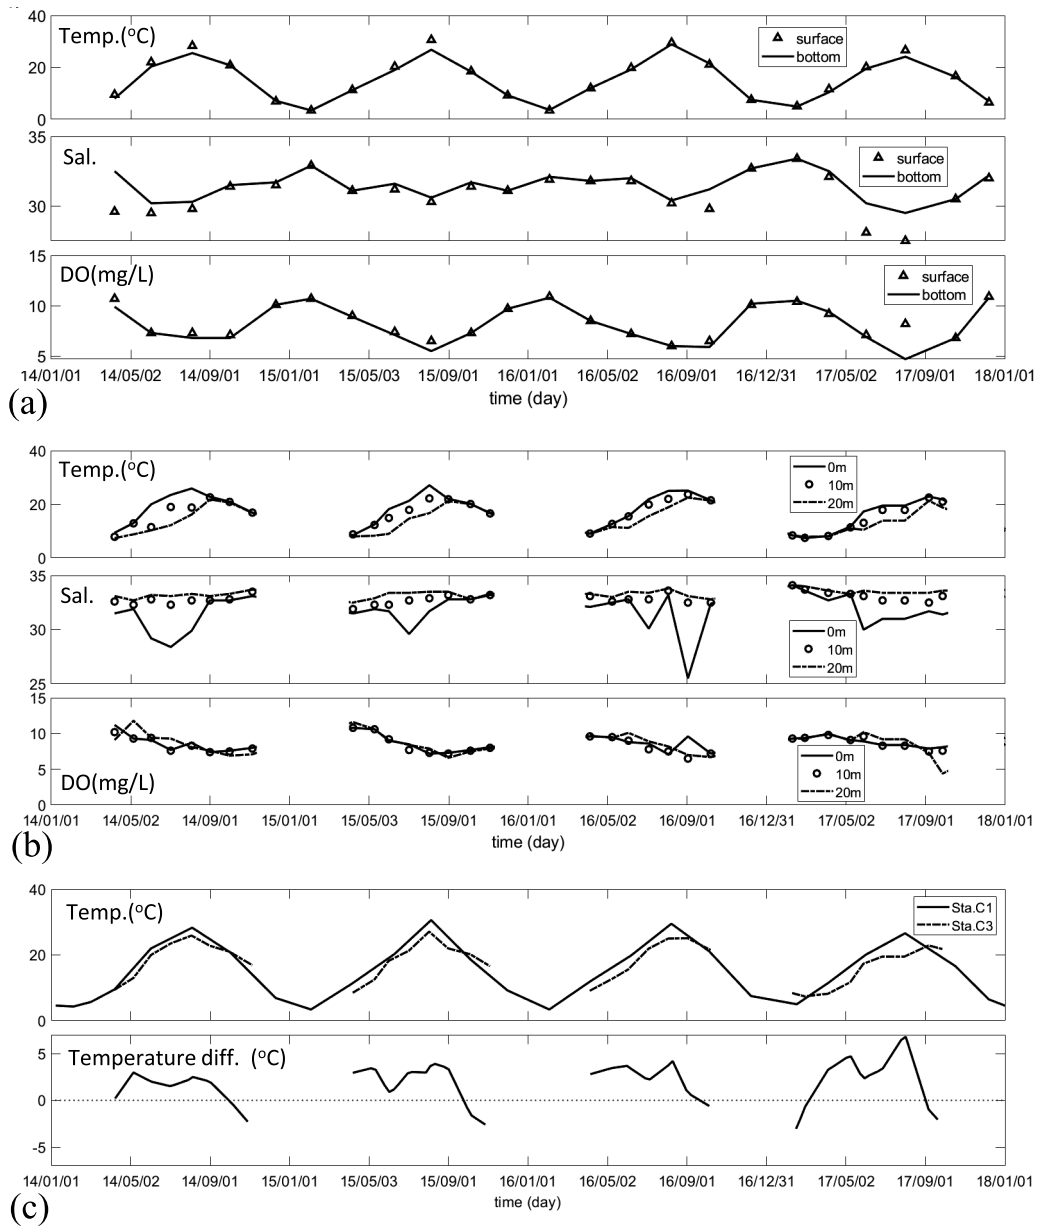 40
Temp.(°C)
surface
bottom
20
0
35
Sal.
surface
bottom
30
15
DO(mg/L)
surface
bottom
10
5
14/01/01 14/05/02 14/09/01 15/01/01 15/05/03 15/09/01 16/01/01 16/05/02 16/09/01 16/12/31 17/05/02 17/09/01 18/01/01
time (day)
(a)
40
Temp.(°C)
0m
10m
20m
20
0
35
Sal.
30
0m
10m
20m
25
15
10
5
DO(mg/L)
0m
10m
20m
0
14/01/01 14/05/02 14/09/01 15/01/01 15/05/03 15/09/01 16/01/01 16/05/02 16/09/01 16/12/31 17/05/02 17/09/01 18/01/01
time (day)
(b)
40
Temp.(°C)
Sta.C1
Sta.C3
20
0
Temperature diff. (°C)
5
0
-5
14/01/01 14/05/02 14/09/01 15/01/01 15/05/03 15/09/01 16/01/01 16/05/02 16/09/01 16/12/31 17/05/02 17/09/01 18/01/01
time (day)
(c)